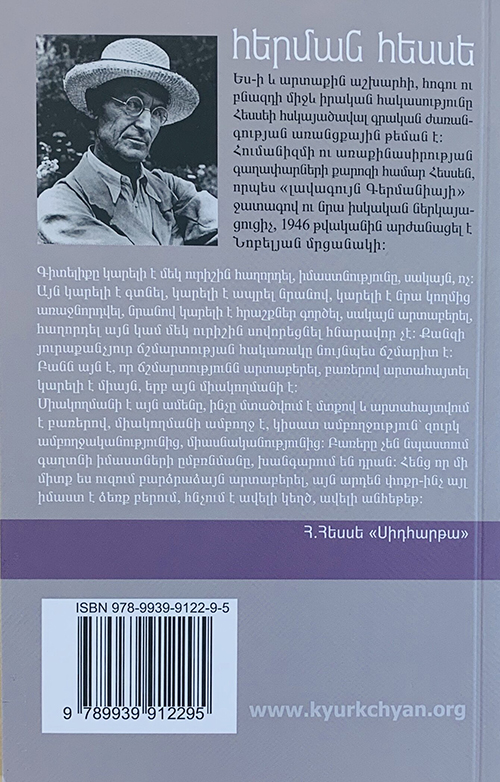 հերման հեսսե
Ես-ի և արտաքին աշխարհի, հոգու ու
բնազդի միջև իրական հակասությունը
Հեսսեի հսկայածավալ գրական ժառան-
գության առանցքային թեման է:
Հումանիզմի ու առաքինասիրության
գաղափարների քարոզի համար Հեսսեն,
որպես «լավագույն Գերմանիայի»
ջատագով ու նրա իսկական ներկայա-
ցուցիչ, 1946 թվականին արժանացել է
Նոբելյան մրցանակի:
Գիտելիքը կարելի է մեկ ուրիշին հաղորդել, իմաստնությունը, սակայն, ոչ:
Այն կարելի է գտնել, կարելի է ապրել նրանով, կարելի է նրա կողմից
առաջնորդվել, նրանով կարելի է հրաշքներ գործել, սակայն արտաբերել,
հաղորդել այն կամ մեկ ուրիշին սովորեցնել հնարավոր չէ: Քանզի
յուրաքանչյուր ճշմարտության հակառակը նույնպես ճշմարիտ է:
Բանն այն է, որ ճշմարտությունն արտաբերել, բառերով արտահայտել
կարելի է միայն, երբ այն միակողմանի է:
Միակողմանի է այն ամենը, ինչը մտածվում է մտքով և արտահայտվում
է բառերով, միակողմանի ամբողջ է, կիսատ ամբողջություն՝ զուրկ
ամբողջականությունից, միասնականությունից: Բառերը չեն նպաստում
գաղտնի իմաստների ըմբռնմանը, խանգարում են դրան: Հենց որ մի
միտք ես ուզում բարձրաձայն արտաբերել, այն արդեն փոքր-ինչ այլ
իմաստ է ձեռք բերում, հնչում է ավելի կեղծ, ավելի անհեթեթ:
Հ.Հեսսե «Սիդհարթա»
ISBN 978-9939-9122-9-5
9 789939 912295
www.kyurkchyan.org